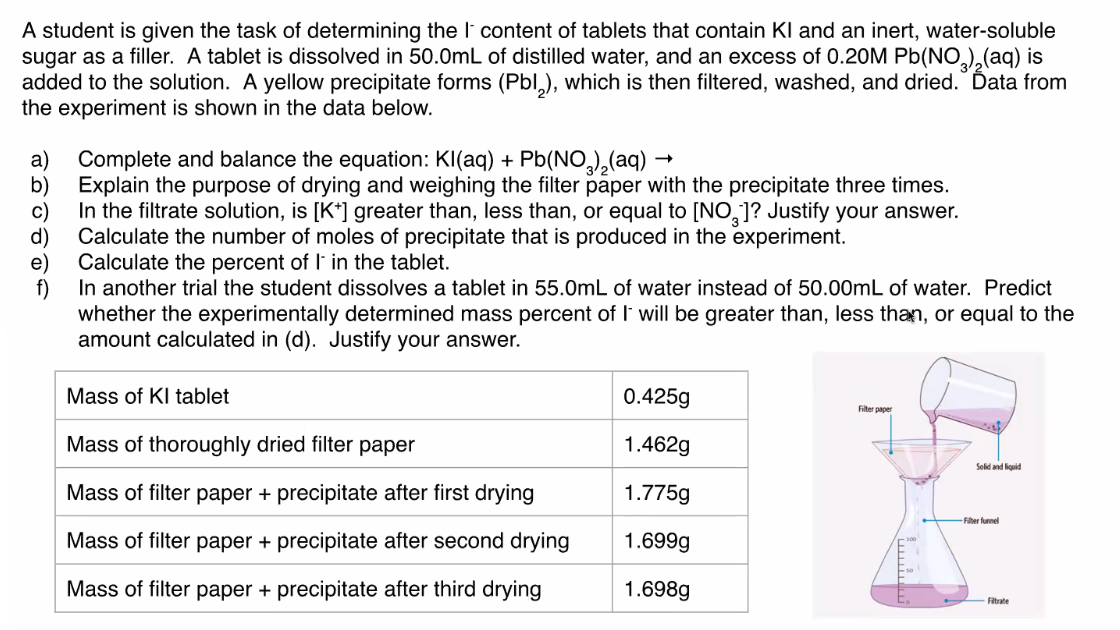 A student is given the task of determining the I⁻ content of tablets that contain KI and an inert, water-soluble
sugar as a filler. A tablet is dissolved in 50.0mL of distilled water, and an excess of 0.20M Pb(NO₃)₂(aq) is
added to the solution. A yellow precipitate forms (PbI₂), which is then filtered, washed, and dried. Data from
the experiment is shown in the data below.
a) Complete and balance the equation: KI(aq) + Pb(NO₃)₂(aq) →
b) Explain the purpose of drying and weighing the filter paper with the precipitate three times.
c) In the filtrate solution, is [K⁺] greater than, less than, or equal to [NO₃⁻]? Justify your answer.
d) Calculate the number of moles of precipitate that is produced in the experiment.
e) Calculate the percent of I⁻ in the tablet.
f) In another trial the student dissolves a tablet in 55.0mL of water instead of 50.00mL of water. Predict
whether the experimentally determined mass percent of I⁻ will be greater than, less than, or equal to the
amount calculated in (d). Justify your answer.
Mass of KI tablet 0.425g
Mass of thoroughly dried filter paper 1.462g
Mass of filter paper + precipitate after first drying 1.775g
Mass of filter paper + precipitate after second drying 1.699g
Mass of filter paper + precipitate after third drying 1.698g
Filter paper
Solid and liquid
Filter funnel
100
50
0
Filtrate